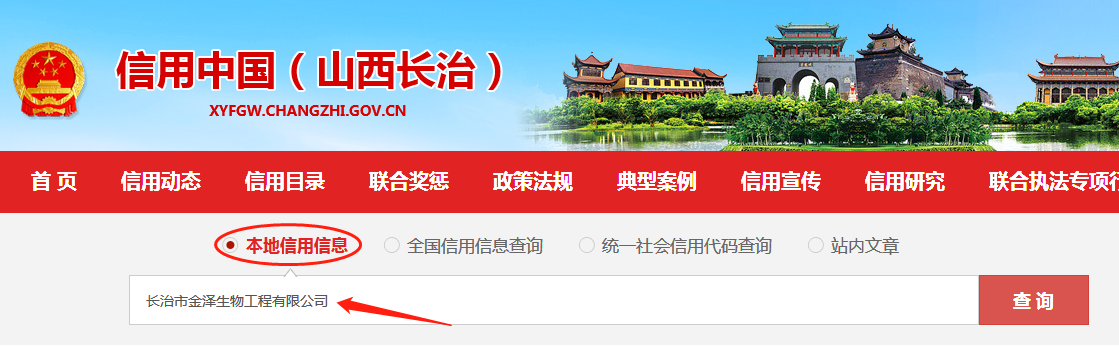 信用中国（山西长治）
XYFGW.CHANGZHI.GOV.CN
首 页 信用动态 信用目录 联合奖惩 政策法规 典型案例 信用宣传 信用研究 联合执法专项行
本地信用信息 全国信用信息查询 统一社会信用代码查询 站内文章
长治市金泽生物工程有限公司 查 询